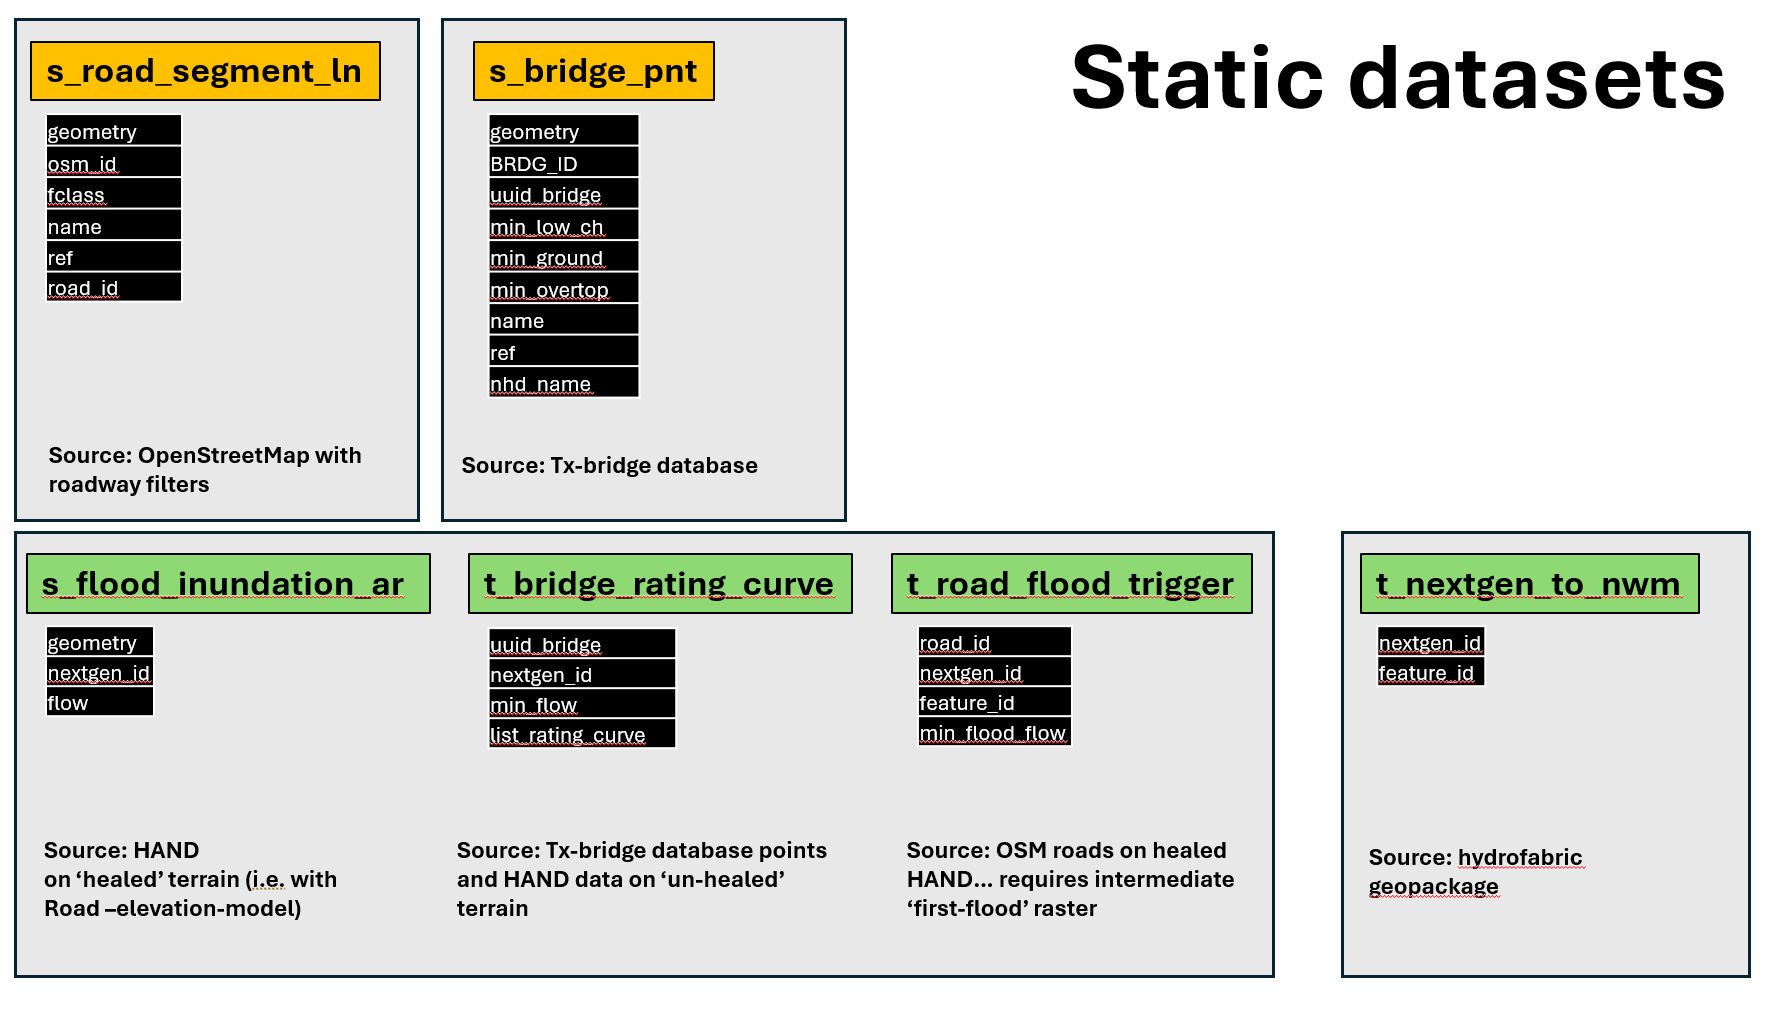 Static datasets
s_road_segment_ln
geometry
osm_id
fclass
name
ref
road_id
Source: OpenStreetMap with
roadway filters
s_bridge_pnt
geometry
BRDG_ID
uuid_bridge
min_low_ch
min_ground
min_overtop
name
ref
nhd_name
Source: Tx-bridge database
s_flood_inundation_ar
geometry
nextgen_id
flow
Source: HAND
on ‘healed’ terrain (i.e. with
Road –elevation-model)
t_bridge_rating_curve
uuid_bridge
nextgen_id
min_flow
list_rating_curve
Source: Tx-bridge database points
and HAND data on ‘un-healed’
terrain
t_road_flood_trigger
road_id
nextgen_id
feature_id
min_flood_flow
Source: OSM roads on healed
HAND... requires intermediate
‘first-flood’ raster
t_nextgen_to_nwm
nextgen_id
feature_id
Source: hydrofabric
geopackage